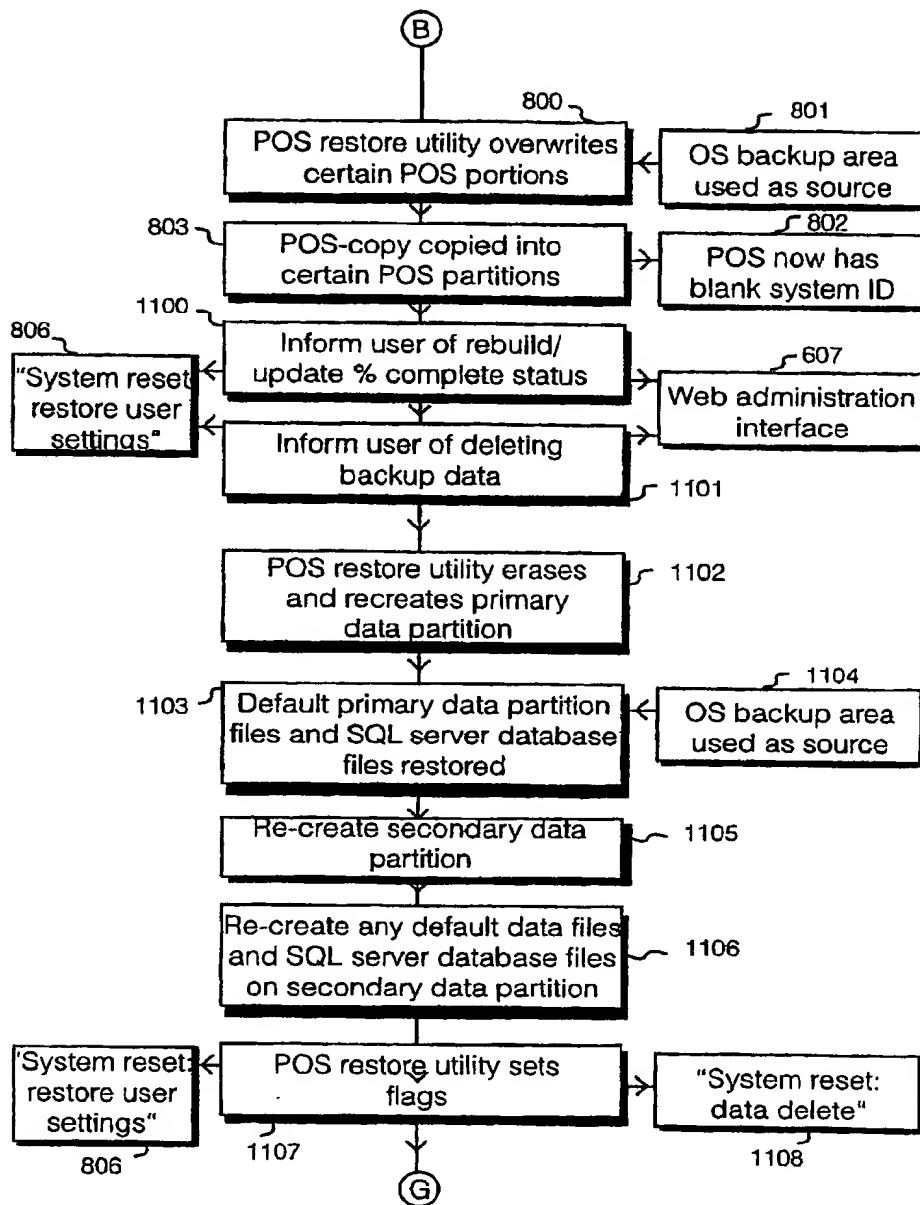 B
800
POS restore utility overwrites
certain POS portions
801
OS backup area
used as source
803
POS-copy copied into
certain POS partitions
802
POS now has
blank system ID
1100
Inform user of rebuild/
update % complete status
806
"System reset:
restore user
settings"
607
Web administration
interface
Inform user of deleting
backup data
1101
POS restore utility erases
and recreates primary
data partition
1102
1103
Default primary data partition
files and SQL server database
files restored
1104
OS backup area
used as source
Re-create secondary data
partition
1105
Re-create any default data files
and SQL server database files
on secondary data partition
1106
"System reset:
restore user
settings"
806
POS restore utility sets
flags
1107
"System reset:
data delete"
1108
G